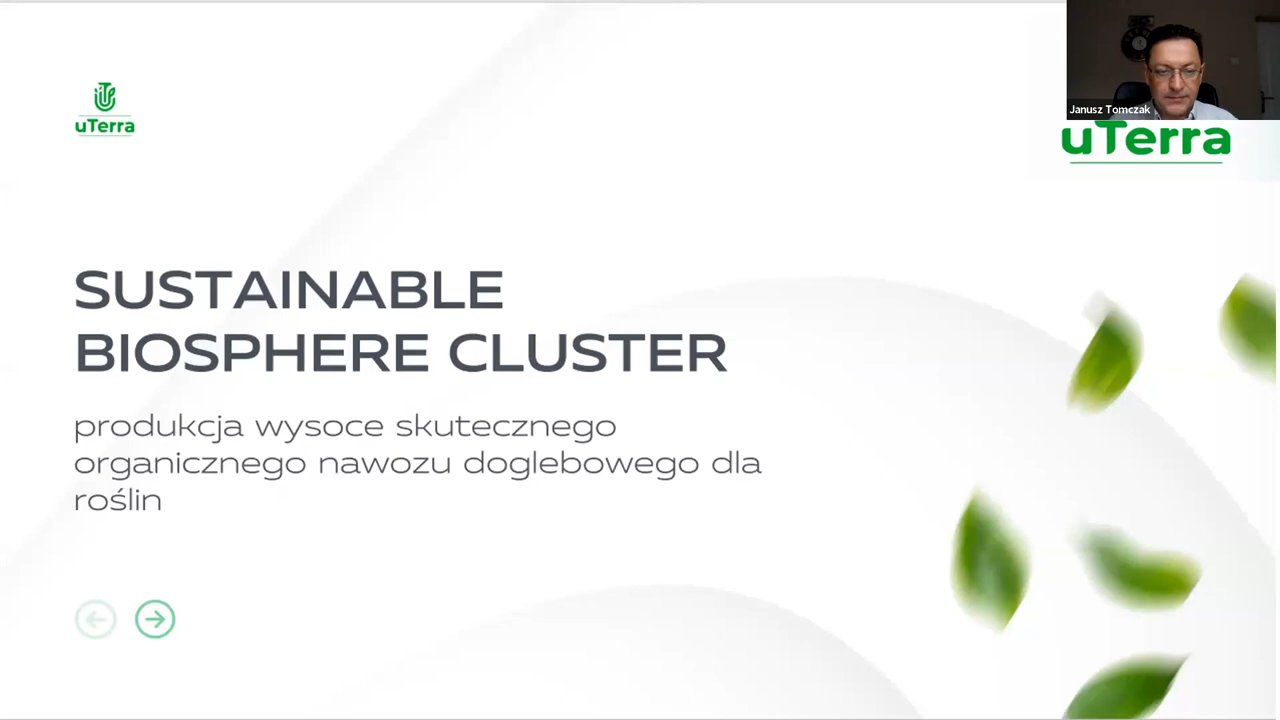 uTerra
Janusz Tomczak
uTerra
SUSTAINABLE
BIOSPHERE CLUSTER
produkcja wysoce skutecznego
organicznego nawozu doglebowego dla
roślin